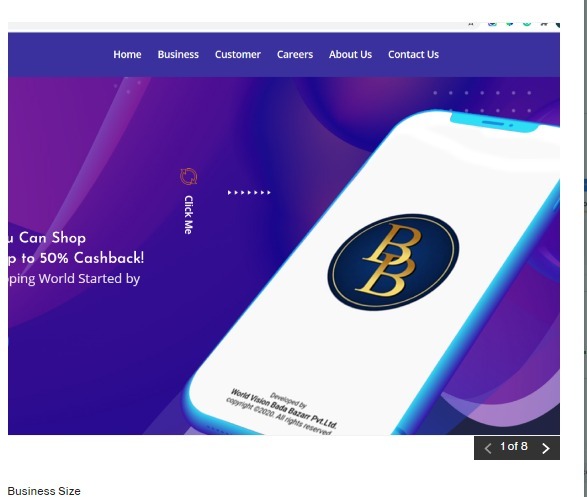 Home Business Customer Careers About Us Contact Us
Click Me
u Can Shop
p to 50% Cashback!
ping World Started by
BB
Developed by
World Vision Bada Bazarr Pvt.Ltd.
copyright ©2020. All rights reserved
1 of 8
Business Size